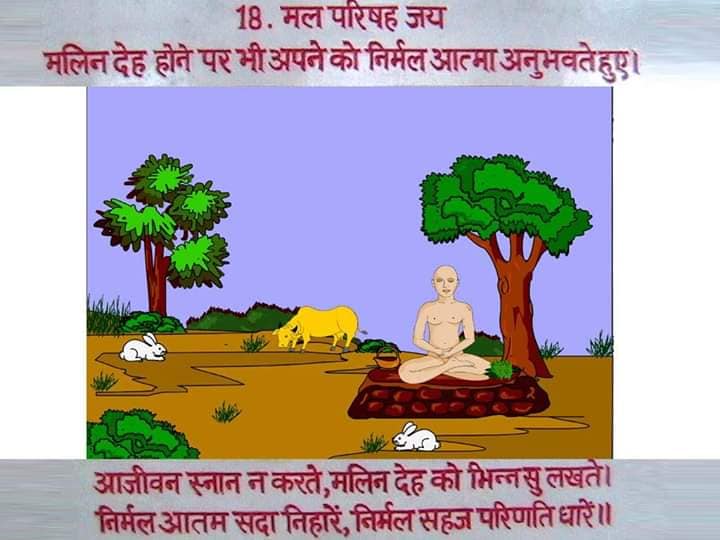 18. मल परिषह जय
मलिन देह होने पर भी अपने को निर्मल आत्मा अनुभवते हुए।
आजीवन स्नान न करते, मलिन देह को भिन्न सु लखते।
निर्मल आतम सदा निहारें, निर्मल सहज परिणति धारें॥